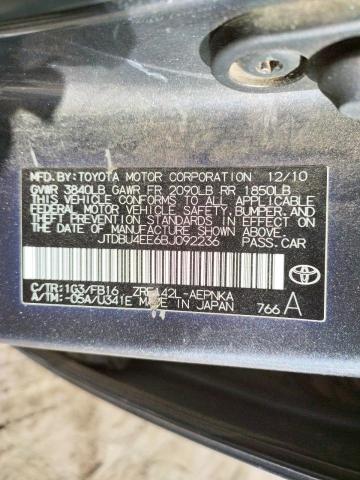 MFD.BY:TOYOTA MOTOR CORPORATION 12/10
GVWR 3840LB GAWR FR 2090LB RR 1850LB
THIS VEHICLE CONFORMS TO ALL APPLICABLE
FEDERAL MOTOR VEHICLE SAFETY, BUMPER, AND
THEFT PREVENTION STANDARDS IN EFFECT ON
THE DATE OF MANUFACTURE SHOWN ABOVE.
JTDBU4EE6BJ092236 PASS.CAR
C/TR:1G3/FB16 ZRE142L-AEPNKA
A/TM:-05A/U341E MADE IN JAPAN 766 A